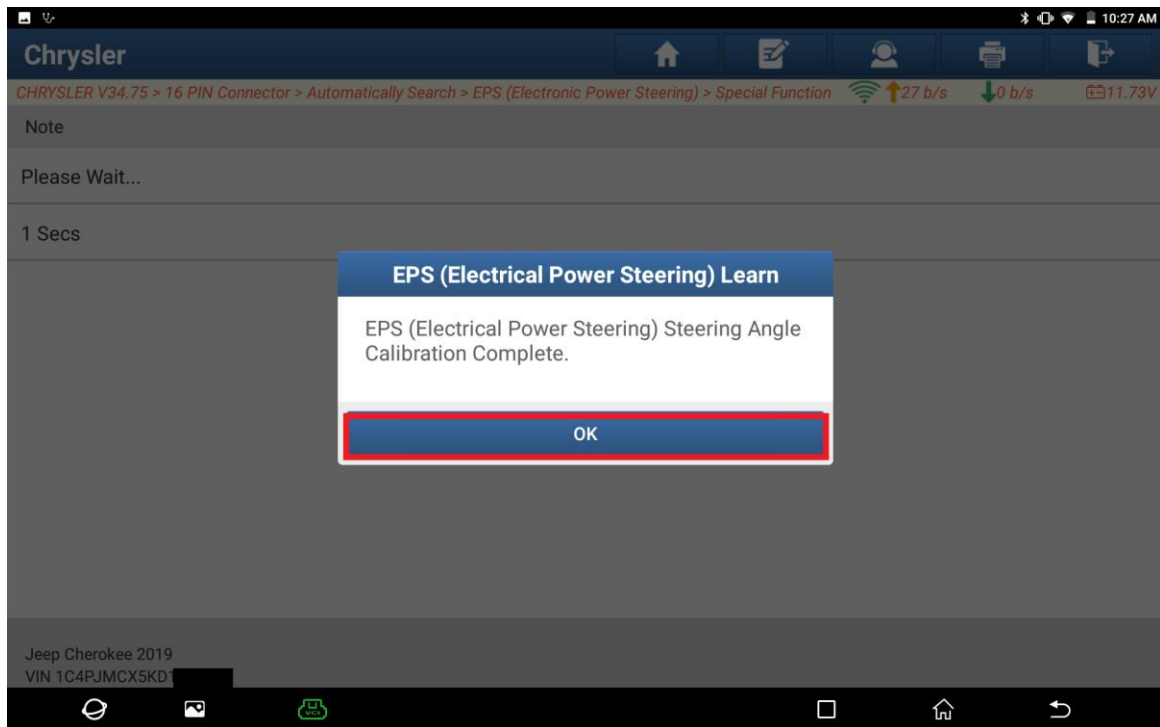 10:27 AM
Chrysler
CHRYSLER V34.75 > 16 PIN Connector > Automatically Search > EPS (Electronic Power Steering) > Special Function 27 b/s 0 b/s 11.73V
Note
Please Wait...
1 Secs
EPS (Electrical Power Steering) Learn
EPS (Electrical Power Steering) Steering Angle
Calibration Complete.
OK
Jeep Cherokee 2019
VIN 1C4PJMCX5KD1
VCI